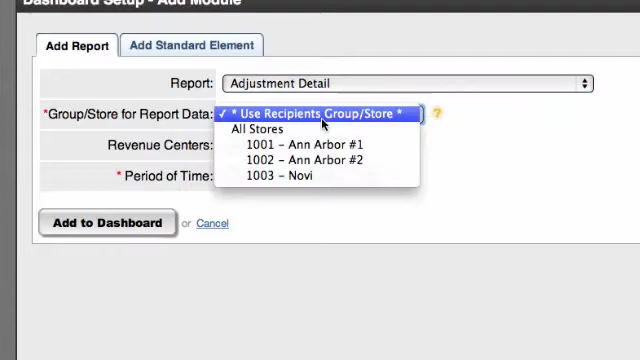 Dashboard Setup - Add Module
Add Report
Add Standard Element
Report: Adjustment Detail
*Group/Store for Report Data: ✓ * Use Recipients Group/Store * ?
All Stores
Revenue Centers: 1001 - Ann Arbor #1
1002 - Ann Arbor #2
* Period of Time: 1003 - Novi
Add to Dashboard or Cancel